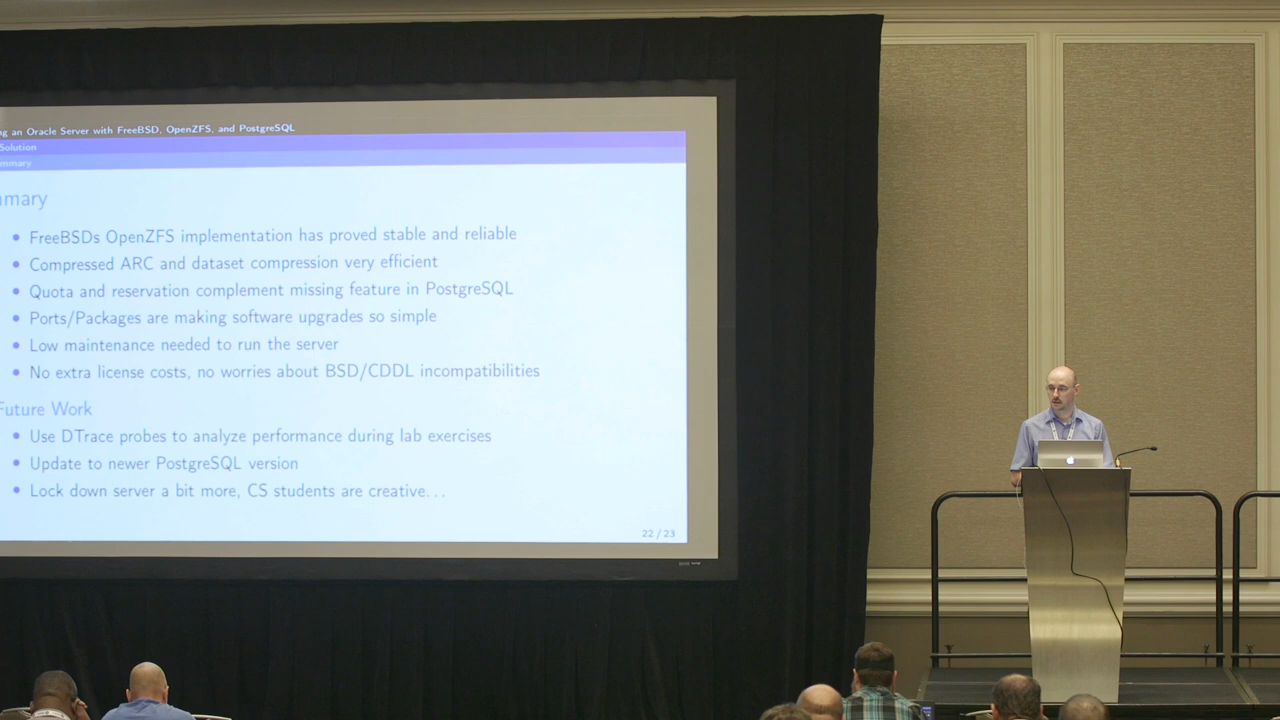 ng an Oracle Server with FreeBSD, OpenZFS, and PostgreSQL
Solution
mmary
mmary
• FreeBSDs OpenZFS implementation has proved stable and reliable
• Compressed ARC and dataset compression very efficient
• Quota and reservation complement missing feature in PostgreSQL
• Ports/Packages are making software upgrades so simple
• Low maintenance needed to run the server
• No extra license costs, no worries about BSD/CDDL incompatibilities
Future Work
• Use DTrace probes to analyze performance during lab exercises
• Update to newer PostgreSQL version
• Lock down server a bit more, CS students are creative...
22 / 23